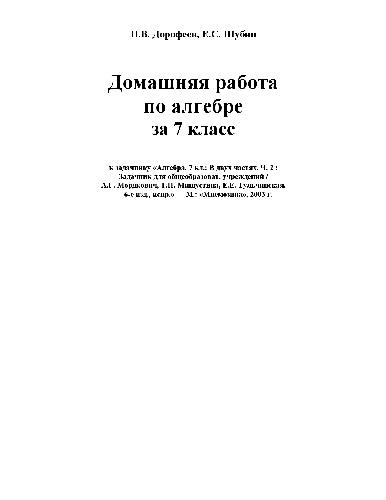 П.В. Дорофеев, Е.С. Шубин
Домашняя работа
по алгебре
за 7 класс
к задачнику «Алгебра. 7 кл.: В двух частях. Ч. 2 :
Задачник для общеобразоват. учреждений /
А.Г. Мордкович, Т.Н. Мишустина, Е.Е. Тульчинская.
4-е изд., испр. — М.: «Мнемозина», 2003 г.